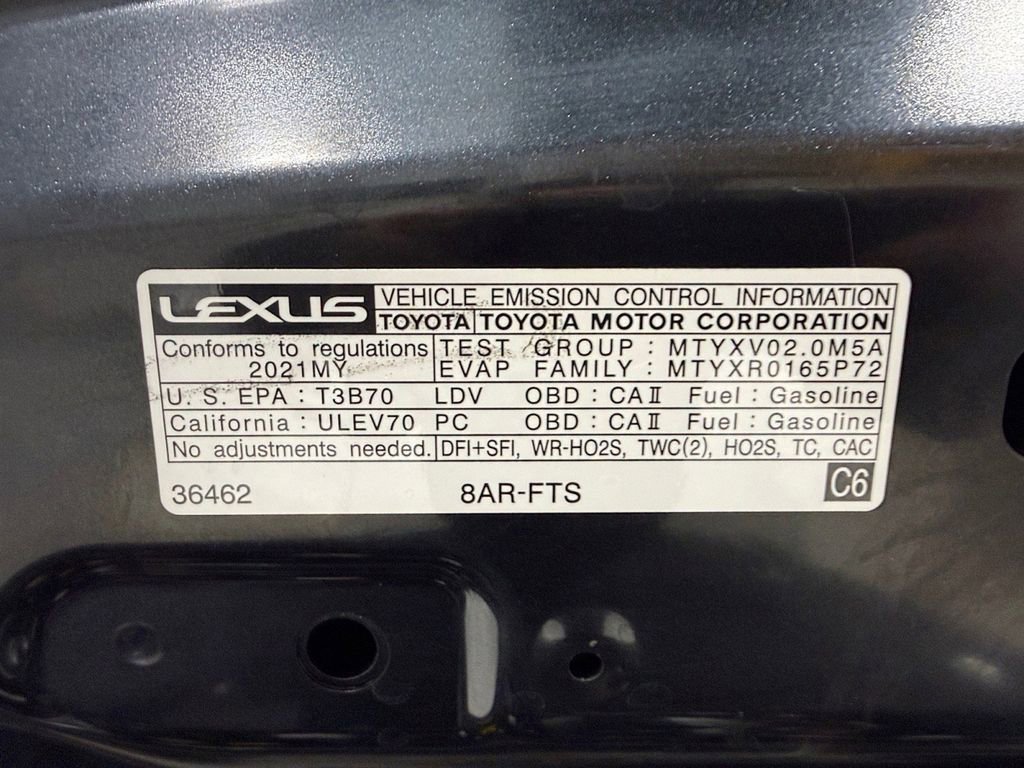 LEXUS VEHICLE EMISSION CONTROL INFORMATION
TOYOTA TOYOTA MOTOR CORPORATION
Conforms to regulations TEST GROUP : MTYXV02.0M5A
2021MY EVAP FAMILY : MTYXR0165P72
U. S. EPA : T3B70 LDV OBD : CAⅡ Fuel : Gasoline
California : ULEV70 PC OBD : CAⅡ Fuel : Gasoline
No adjustments needed. DFI+SFI, WR-HO2S, TWC(2), HO2S, TC, CAC
36462 8AR-FTS C6